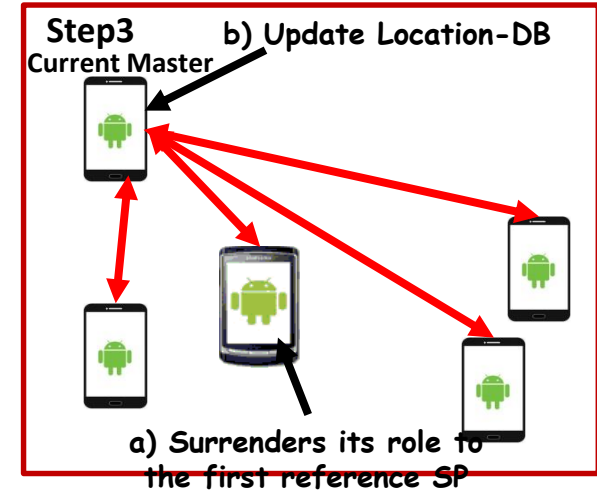 Step3
b) Update Location-DB
Current Master
a) Surrenders its role to
the first reference SP